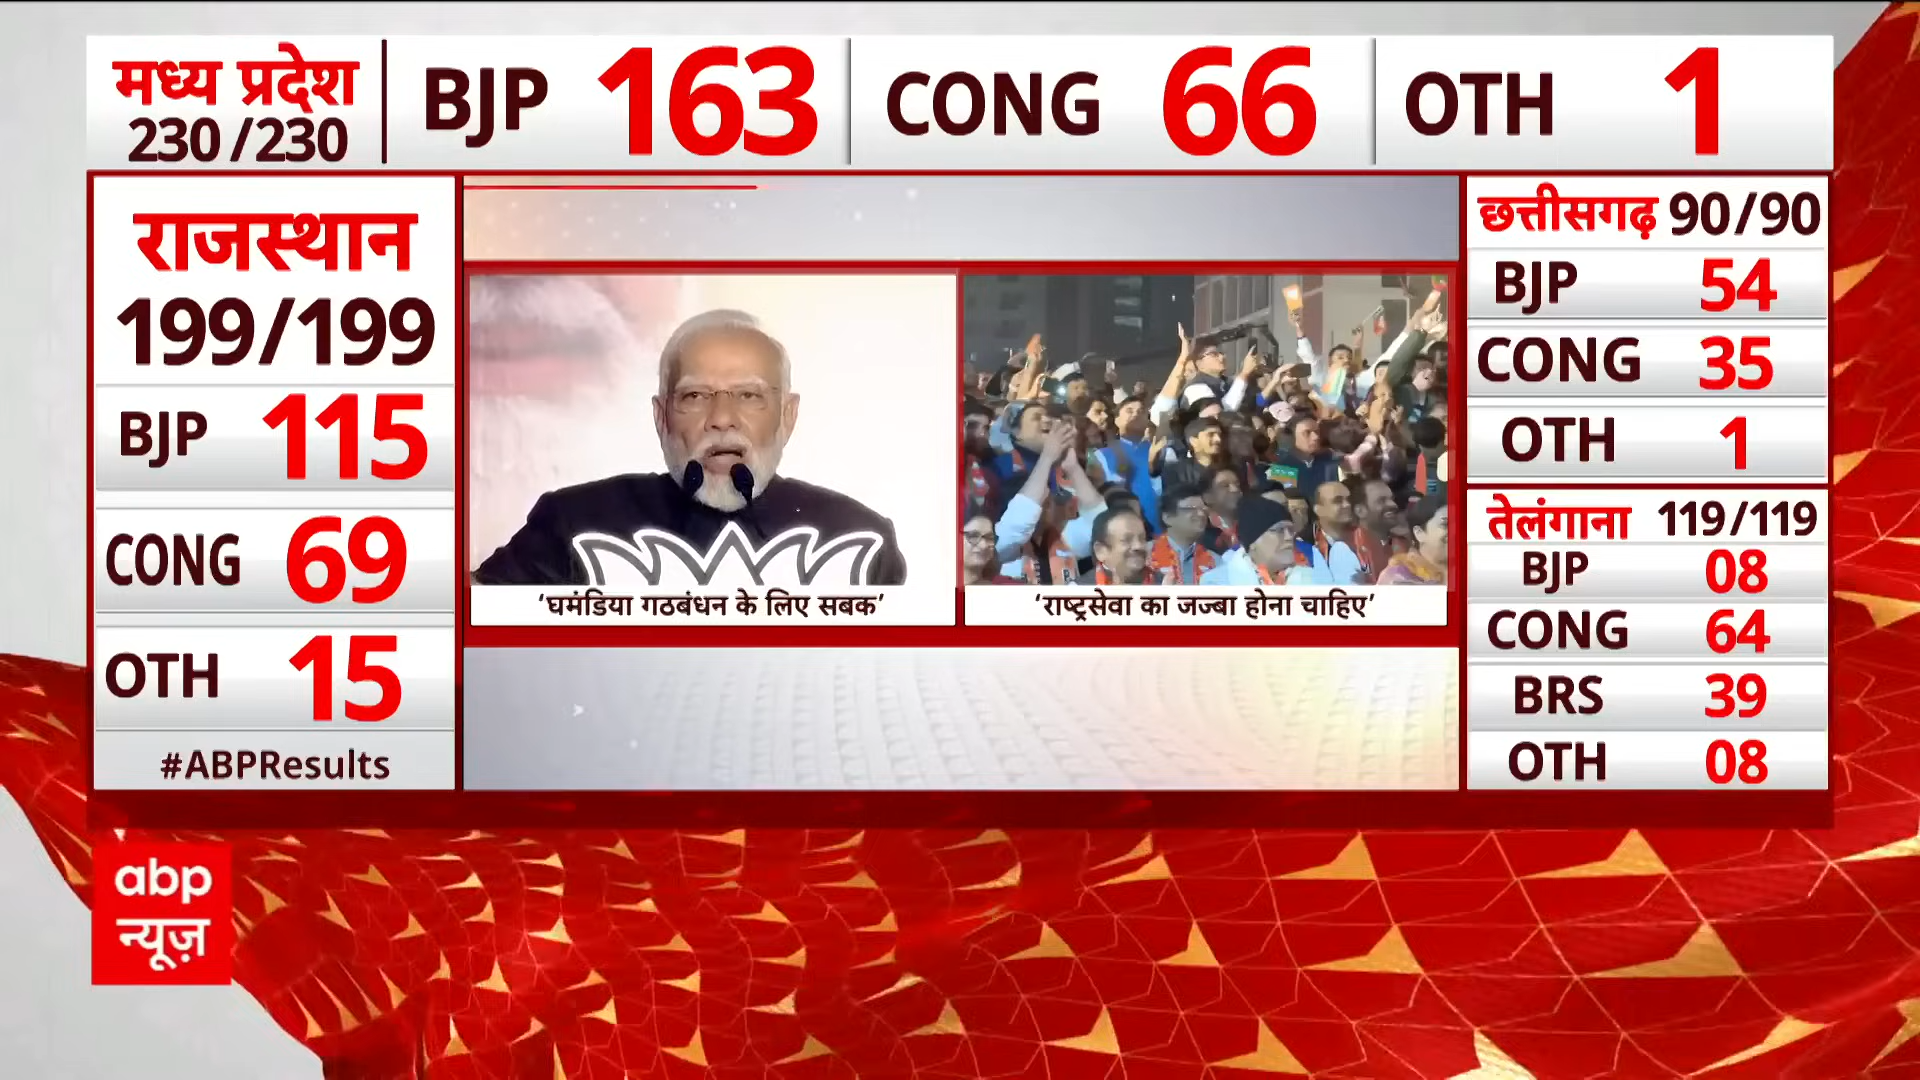 मध्य प्रदेश
230/230
BJP 163
CONG 66
OTH 1
राजस्थान
199/199
BJP 115
CONG 69
OTH 15
#ABPResults
‘घमंडिया गठबंधन के लिए सबक’
‘राष्ट्रसेवा का जज्बा होना चाहिए’
छत्तीसगढ़ 90/90
BJP 54
CONG 35
OTH 1
तेलंगाना 119/119
BJP 08
CONG 64
BRS 39
OTH 08
abp
न्यूज़